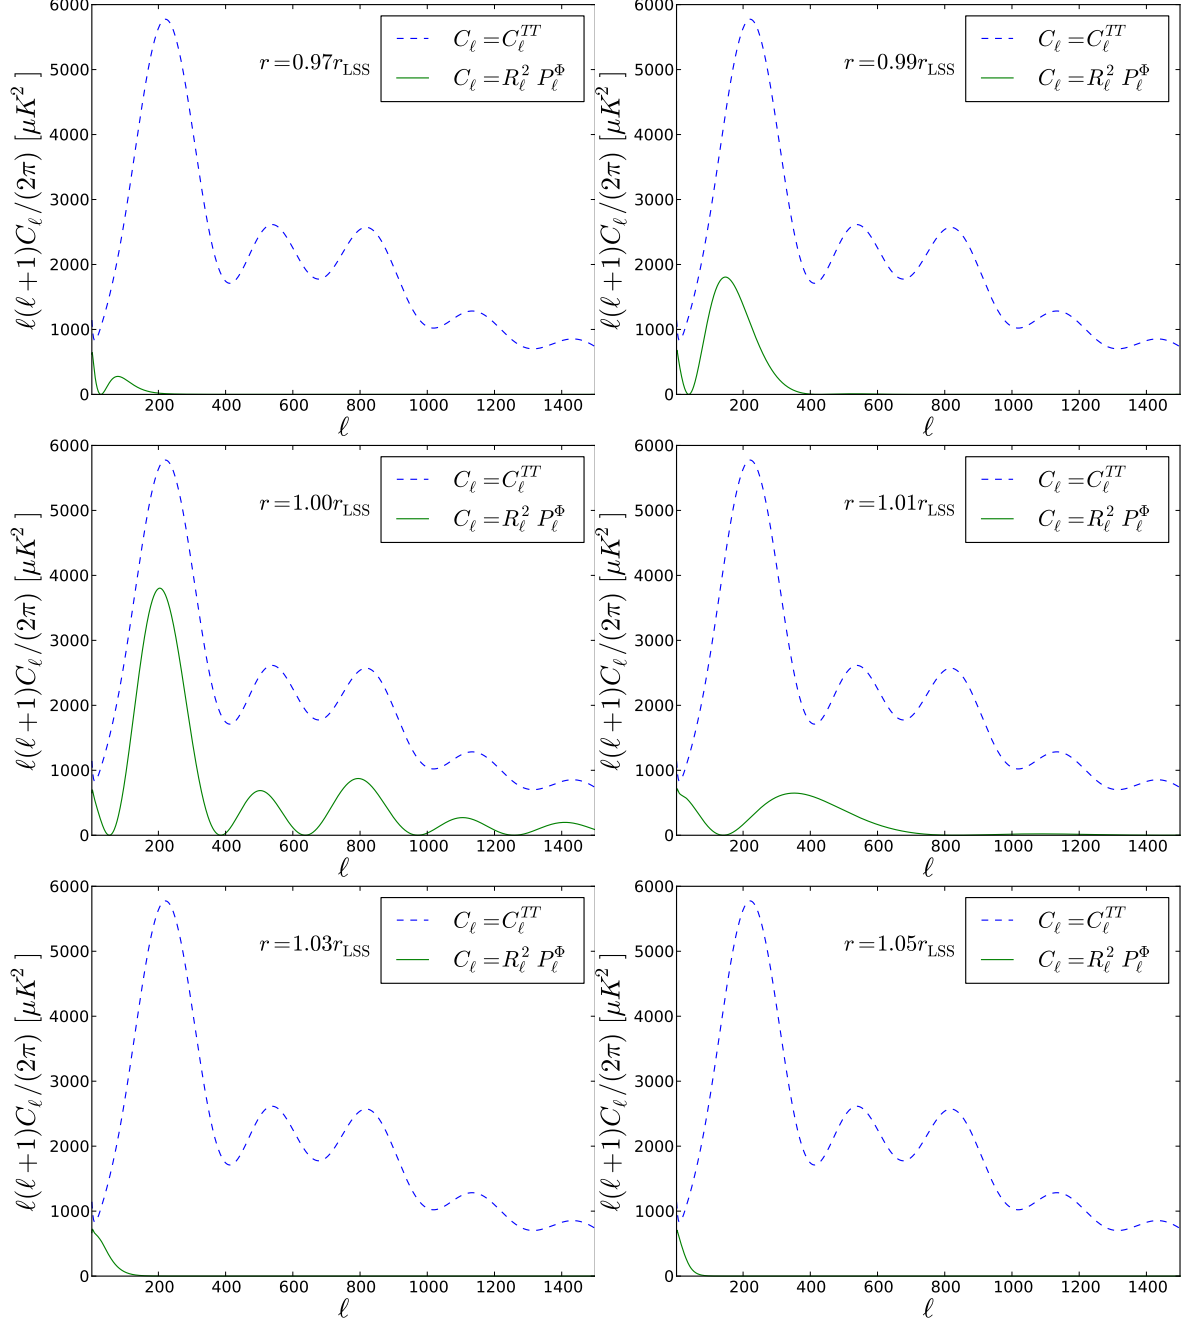 6000
5000
4000
3000
2000
1000
0
200 400 600 800 1000 1200 1400
ℓ
ℓ(ℓ+1)C_ℓ/(2π) [μK²]
r=0.97r_LSS
C_ℓ=C_ℓ^TT
C_ℓ=R_ℓ² P_ℓ^Φ
6000
5000
4000
3000
2000
1000
0
200 400 600 800 1000 1200 1400
ℓ
ℓ(ℓ+1)C_ℓ/(2π) [μK²]
r=0.99r_LSS
C_ℓ=C_ℓ^TT
C_ℓ=R_ℓ² P_ℓ^Φ
6000
5000
4000
3000
2000
1000
0
200 400 600 800 1000 1200 1400
ℓ
ℓ(ℓ+1)C_ℓ/(2π) [μK²]
r=1.00r_LSS
C_ℓ=C_ℓ^TT
C_ℓ=R_ℓ² P_ℓ^Φ
6000
5000
4000
3000
2000
1000
0
200 400 600 800 1000 1200 1400
ℓ
ℓ(ℓ+1)C_ℓ/(2π) [μK²]
r=1.01r_LSS
C_ℓ=C_ℓ^TT
C_ℓ=R_ℓ² P_ℓ^Φ
6000
5000
4000
3000
2000
1000
0
200 400 600 800 1000 1200 1400
ℓ
ℓ(ℓ+1)C_ℓ/(2π) [μK²]
r=1.03r_LSS
C_ℓ=C_ℓ^TT
C_ℓ=R_ℓ² P_ℓ^Φ
6000
5000
4000
3000
2000
1000
0
200 400 600 800 1000 1200 1400
ℓ
ℓ(ℓ+1)C_ℓ/(2π) [μK²]
r=1.05r_LSS
C_ℓ=C_ℓ^TT
C_ℓ=R_ℓ² P_ℓ^Φ